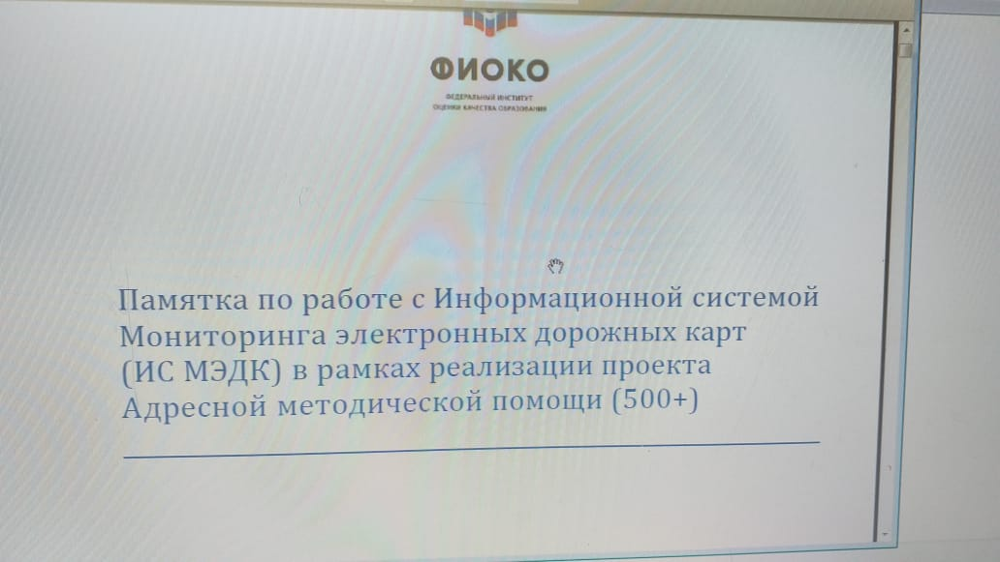 ФИОКО
ФЕДЕРАЛЬНЫЙ ИНСТИТУТ
ОЦЕНКИ КАЧЕСТВА ОБРАЗОВАНИЯ
Памятка по работе с Информационной системой
Мониторинга электронных дорожных карт
(ИС МЭДК) в рамках реализации проекта
Адресной методической помощи (500+)